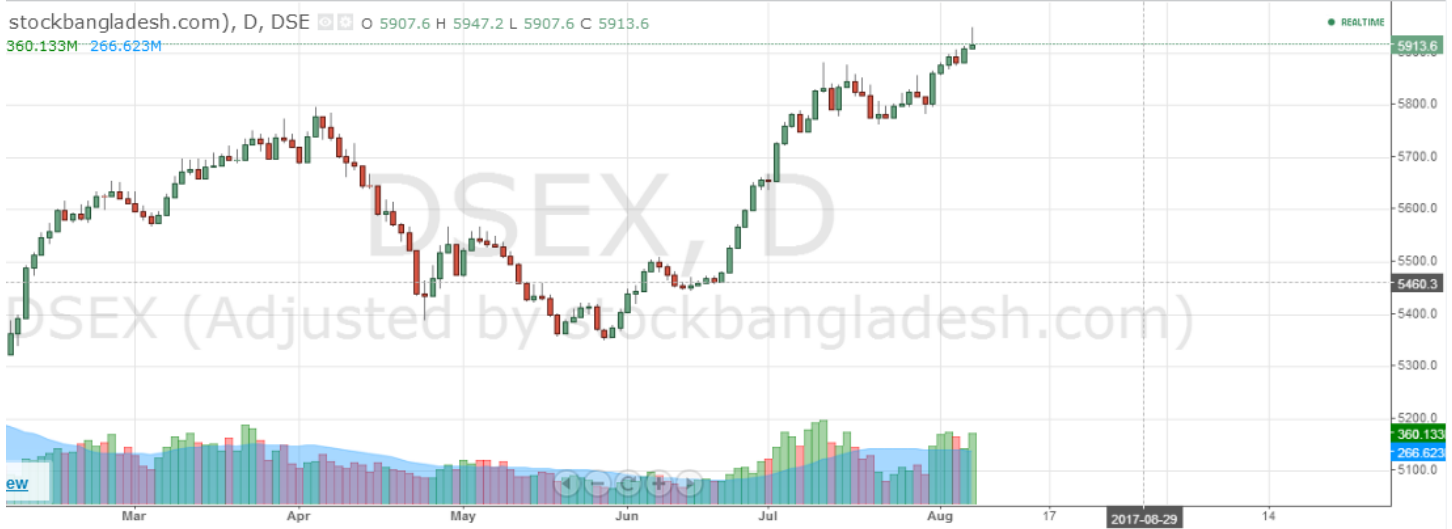 stockbangladesh.com), D, DSE O 5907.6 H 5947.2 L 5907.6 C 5913.6
REALTIME
360.133M 266.623M
5913.6
5800.0
5700.0
5600.0
5500.0
5460.3
5400.0
5300.0
5200.0
360.133
266.623
5100.0
DSEX, D
DSEX (Adjusted by stockbangladesh.com)
ew
Mar Apr May Jun Jul Aug 17 2017-08-29 14